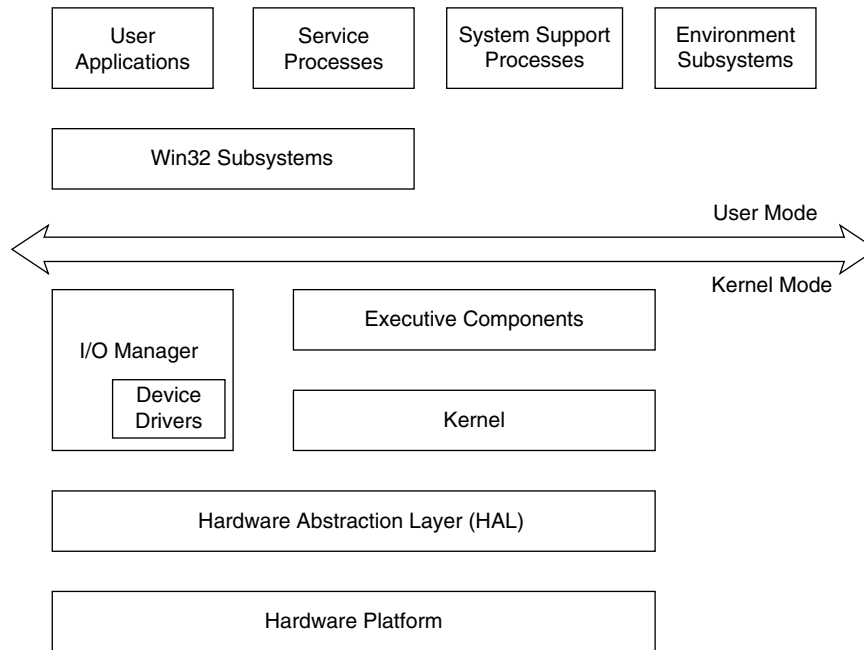 User
Applications
Service
Processes
System Support
Processes
Environment
Subsystems
Win32 Subsystems
User Mode
Kernel Mode
I/O Manager
Device
Drivers
Executive Components
Kernel
Hardware Abstraction Layer (HAL)
Hardware Platform